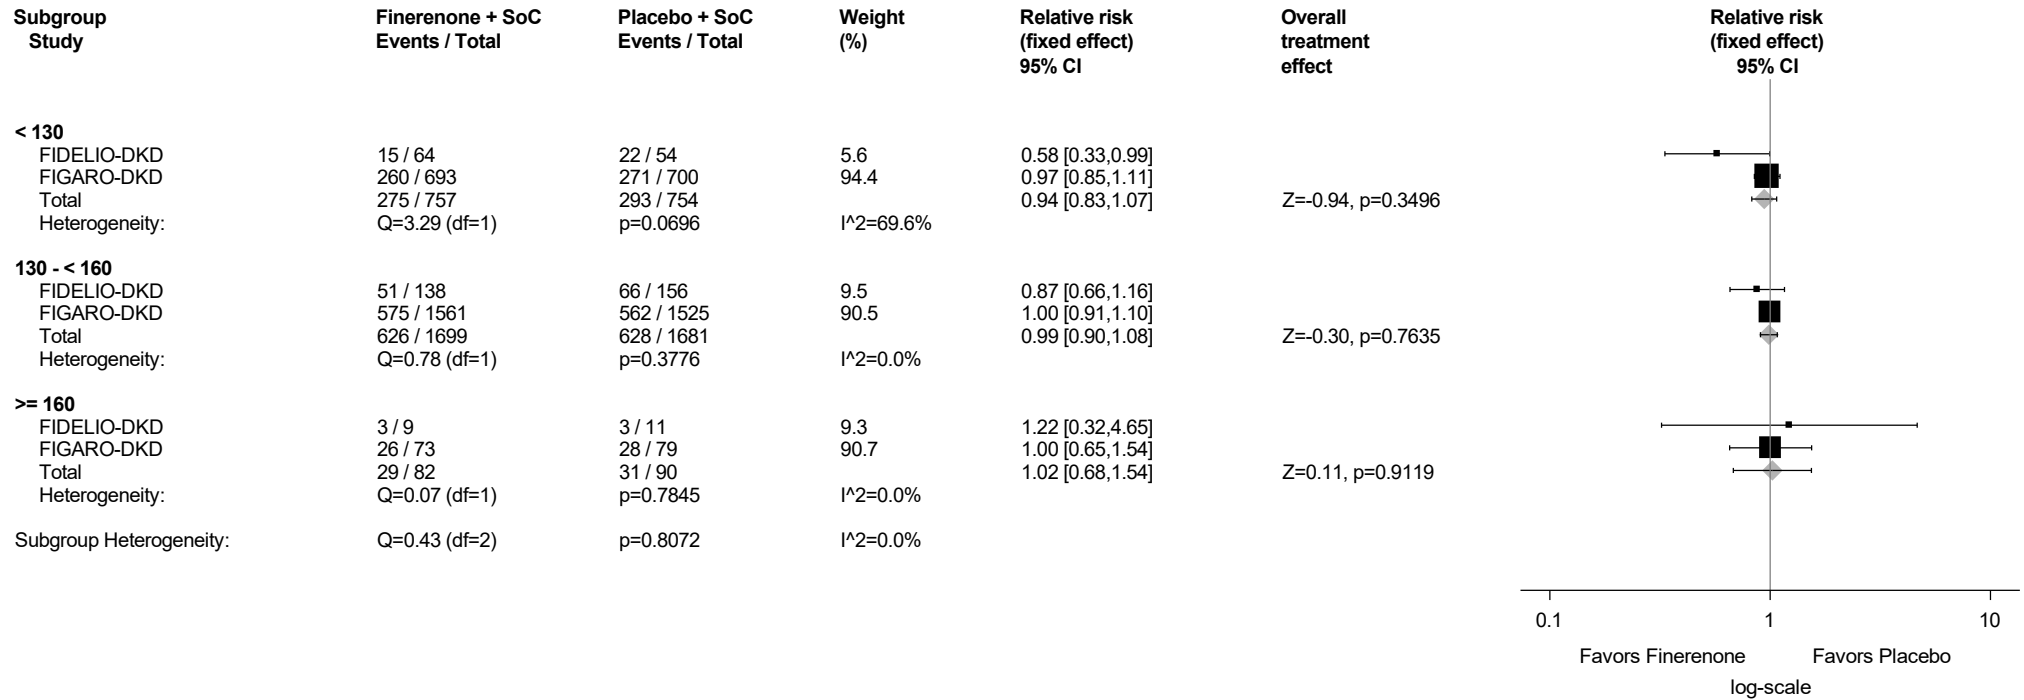 Subgroup Finerenone + SoC Placebo + SoC Weight Relative risk Overall Relative risk
Study Events / Total Events / Total (%) (fixed effect) treatment (fixed effect)
95% CI effect 95% CI
< 130
FIDELIO-DKD 15 / 64 22 / 54 5.6 0.58 [0.33,0.99]
FIGARO-DKD 260 / 693 271 / 700 94.4 0.97 [0.85,1.11]
Total 275 / 757 293 / 754 0.94 [0.83,1.07] Z=-0.94, p=0.3496
Heterogeneity: Q=3.29 (df=1) p=0.0696 I^2=69.6%
130 - < 160
FIDELIO-DKD 51 / 138 66 / 156 9.5 0.87 [0.66,1.16]
FIGARO-DKD 575 / 1561 562 / 1525 90.5 1.00 [0.91,1.10]
Total 626 / 1699 628 / 1681 0.99 [0.90,1.08] Z=-0.30, p=0.7635
Heterogeneity: Q=0.78 (df=1) p=0.3776 I^2=0.0%
>= 160
FIDELIO-DKD 3 / 9 3 / 11 9.3 1.22 [0.32,4.65]
FIGARO-DKD 26 / 73 28 / 79 90.7 1.00 [0.65,1.54]
Total 29 / 82 31 / 90 1.02 [0.68,1.54] Z=0.11, p=0.9119
Heterogeneity: Q=0.07 (df=1) p=0.7845 I^2=0.0%
Subgroup Heterogeneity: Q=0.43 (df=2) p=0.8072 I^2=0.0%
0.1 1 10
Favors Finerenone Favors Placebo
log-scale